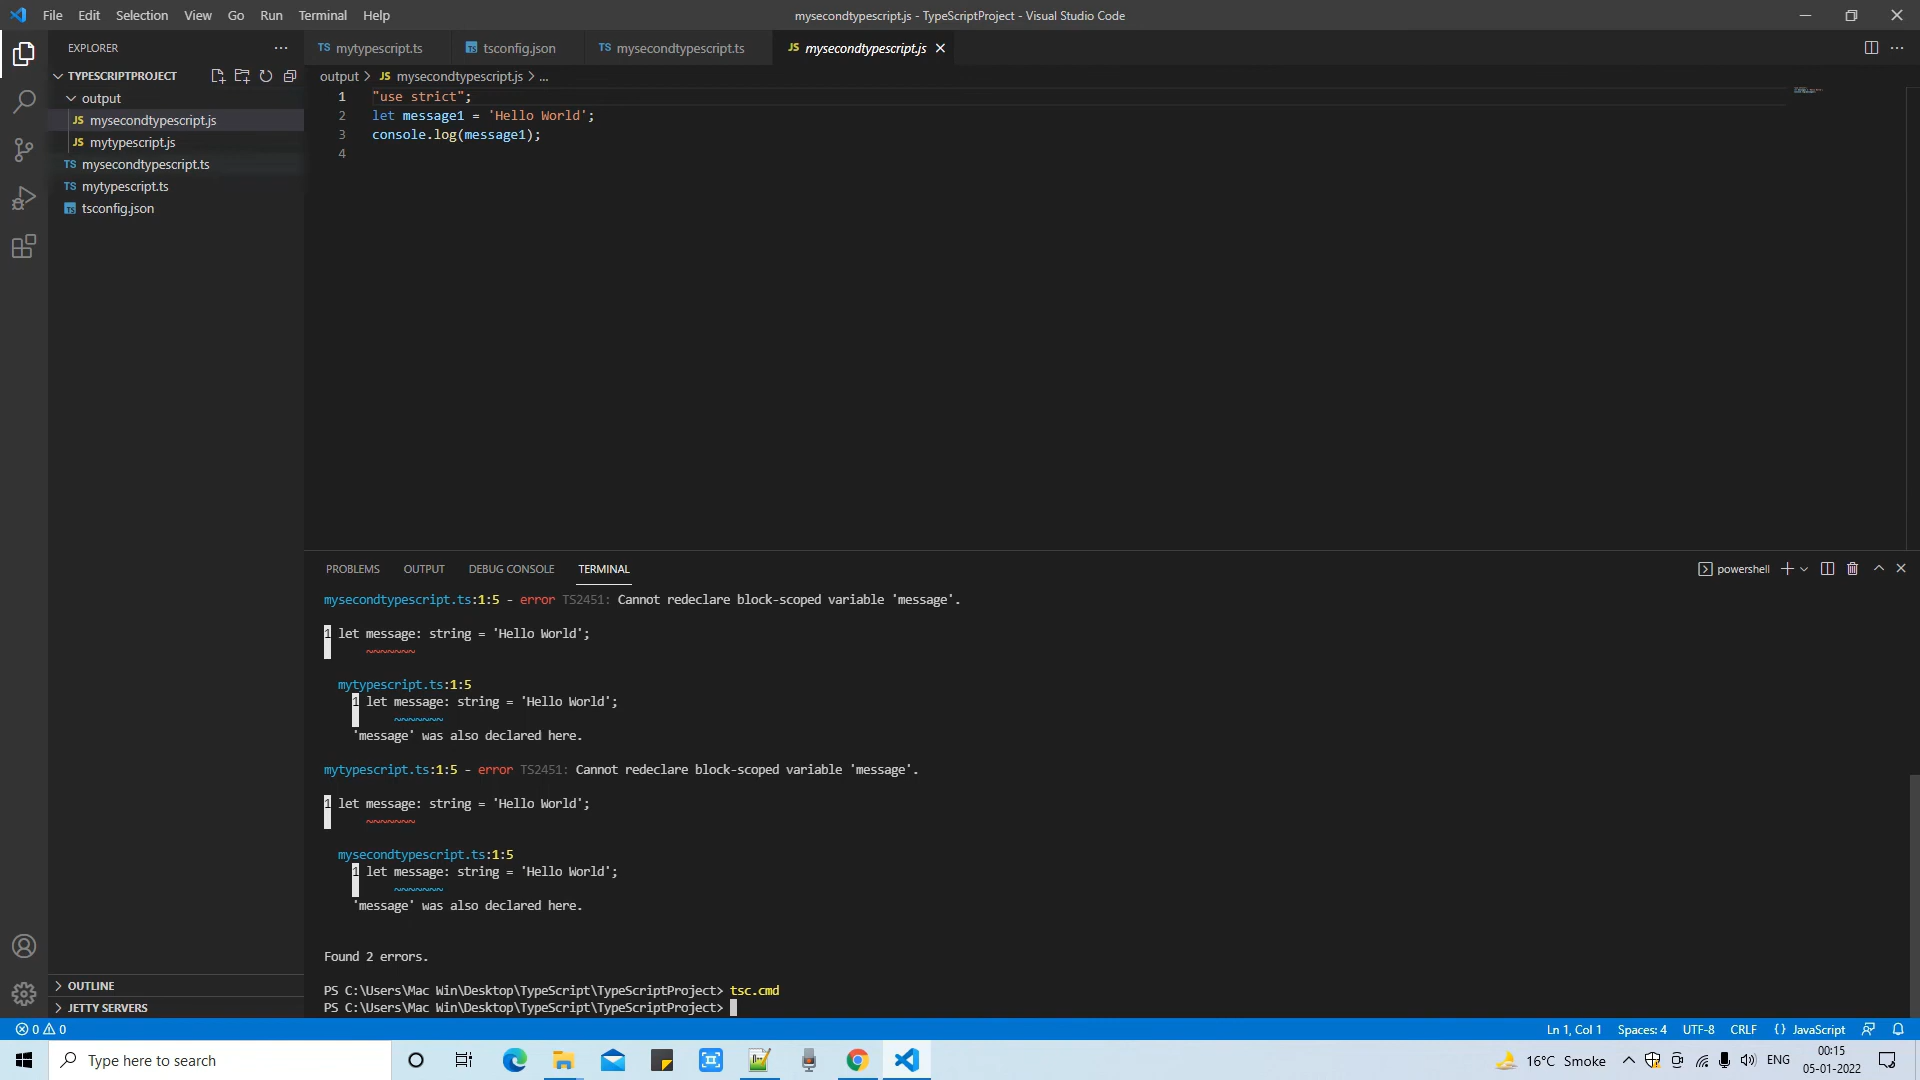 File Edit Selection View Go Run Terminal Help
mysecondtypescript.js - TypeScriptProject - Visual Studio Code
EXPLORER
TYPESCRIPTPROJECT
output
JS mysecondtypescript.js
JS mytypescript.js
TS mysecondtypescript.ts
TS mytypescript.ts
TS tsconfig.json
OUTLINE
JETTY SERVERS
TS mytypescript.ts
TS tsconfig.json
TS mysecondtypescript.ts
JS mysecondtypescript.js
output > JS mysecondtypescript.js > ...
1 "use strict";
2 let message1 = 'Hello World';
3 console.log(message1);
4
PROBLEMS OUTPUT DEBUG CONSOLE TERMINAL
powershell
mysecondtypescript.ts:1:5 - error TS2451: Cannot redeclare block-scoped variable 'message'.
1 let message: string = 'Hello World';
~~~~~~~
mytypescript.ts:1:5
1 let message: string = 'Hello World';
~~~~~~~
'message' was also declared here.
mytypescript.ts:1:5 - error TS2451: Cannot redeclare block-scoped variable 'message'.
1 let message: string = 'Hello World';
~~~~~~~
mysecondtypescript.ts:1:5
1 let message: string = 'Hello World';
~~~~~~~
'message' was also declared here.
Found 2 errors.
PS C:\Users\Mac Win\Desktop\TypeScript\TypeScriptProject> tsc.cmd
PS C:\Users\Mac Win\Desktop\TypeScript\TypeScriptProject>
0 0
Ln 1, Col 1 Spaces: 4 UTF-8 CRLF {} JavaScript
Type here to search
16°C Smoke
ENG
00:15
05-01-2022